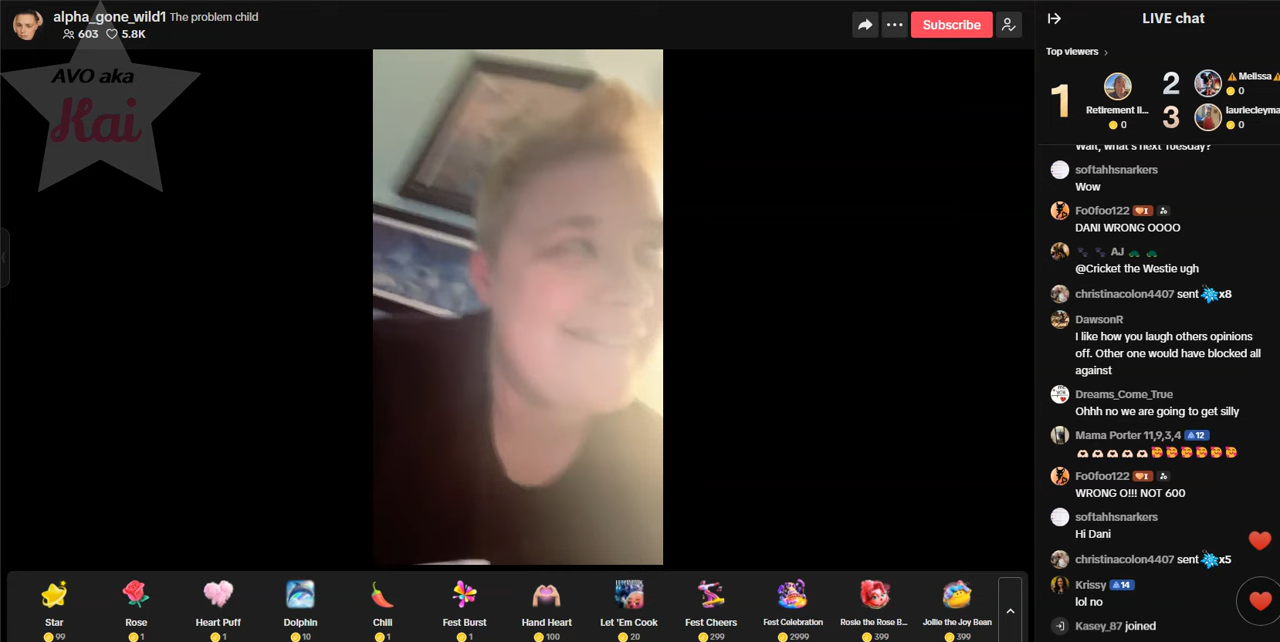 alpha_gone_wild1 The problem child
603 5.8K
Subscribe
AVO aka
Kai
LIVE chat
Top viewers
1
Retirement li...
0
2
Melissa
0
3
lauriecleyma
0
Wait, what's next Tuesday?
softahhsnarkers
Wow
Fo0foo122 I
DANI WRONG OOOO
AJ
@Cricket the Westie ugh
christinacolon4407 sent x8
DawsonR
I like how you laugh others opinions
off. Other one would have blocked all
against
Dreams_Come_True
Ohhh no we are going to get silly
Mama Porter 11,9,3,4 12
Fo0foo122 I
WRONG O!!! NOT 600
softahhsnarkers
Hi Dani
christinacolon4407 sent x5
Krissy 14
lol no
Kasey_87 joined
Star
99
Rose
1
Heart Puff
1
Dolphin
10
Chili
1
Fest Burst
1
Hand Heart
100
Let 'Em Cook
20
Fest Cheers
299
Fest Celebration
2999
Rosie the Rose B...
399
Jollie the Joy Bean
399